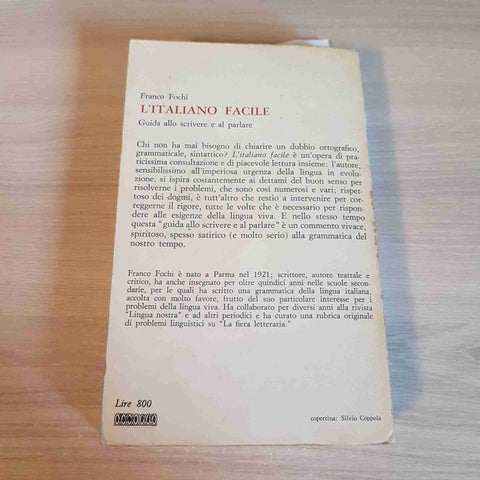 Franco Fochi
L'ITALIANO FACILE
Guida allo scrivere e al parlare
Chi non ha mai bisogno di chiarire un dubbio ortografico,
grammaticale, sintattico? L'italiano facile è un'opera di pra-
ticissima consultazione e di piacevole lettura insieme: l'autore,
sensibilissimo all'imperiosa urgenza della lingua in evolu-
zione, si ispira costantemente ai dettami del buon senso per
risolverne i problemi, che sono così numerosi e vari; rispet-
toso dei dogmi, è tutt'altro che restio a intervenire per cor-
reggerne il rigore, tutte le volte che è necessario per rispon-
dere alle esigenze della lingua viva. E nello stesso tempo
questa "guida allo scrivere e al parlare" è un commento vivace,
spiritoso, spesso satirico (e molto serio) alla grammatica del
nostro tempo.
Franco Fochi è nato a Parma nel 1921; scrittore, autore teatrale e
critico, ha anche insegnato per oltre quindici anni nelle scuole secon-
darie, per le quali ha scritto una grammatica della lingua italiana,
accolta con molto favore, frutto del suo particolare interesse per i
problemi della lingua viva. Ha collaborato per diversi anni alla rivista
"Lingua nostra" e ad altri periodici e ha curato una rubrica originale
di problemi linguistici su "La fiera letteraria."
Lire 800
copertina: Silvio Coppola